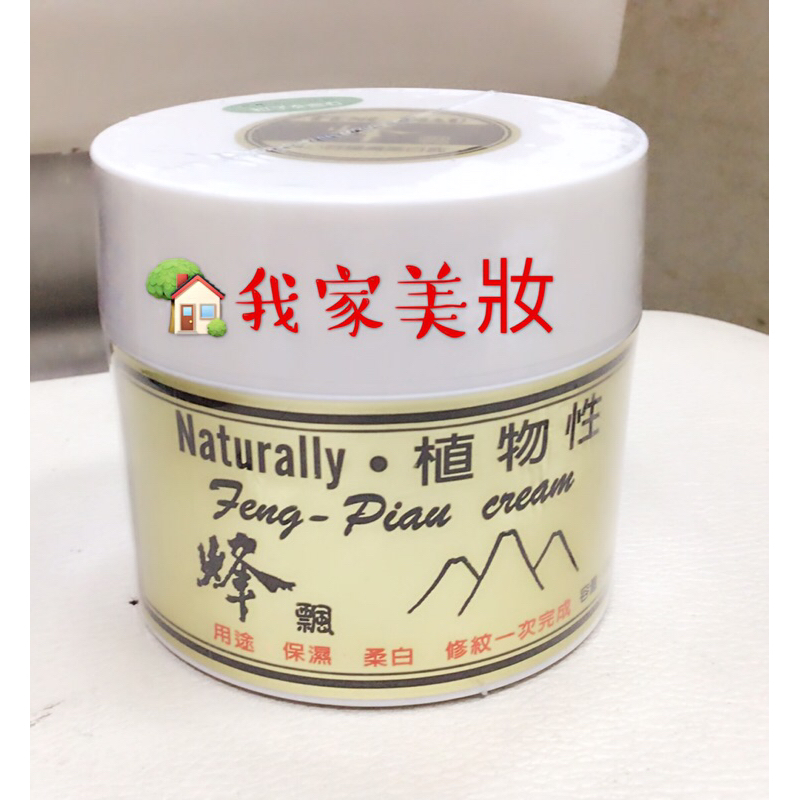 我家美妝
Naturally・植物性
Feng-Piau cream
蜂
飄
用途 保濕 柔白 修紋一次完成